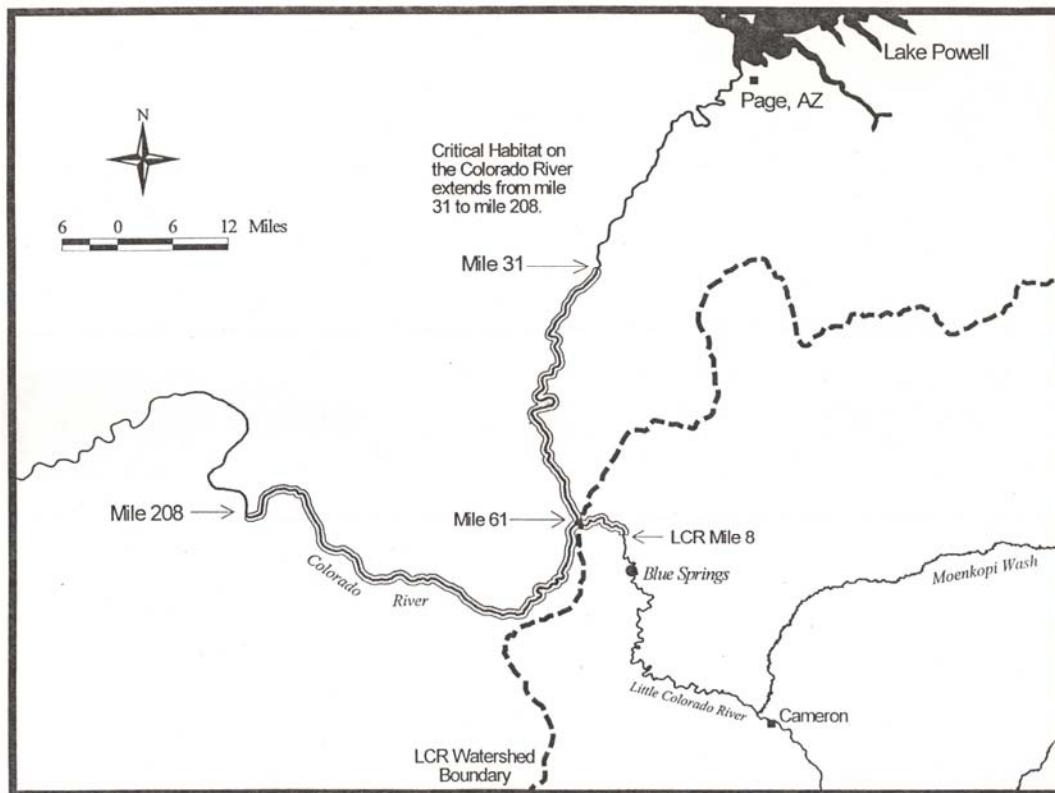 Lake Powell
Page, AZ
N
Critical Habitat on
the Colorado River
extends from mile
31 to mile 208.
6 0 6 12 Miles
Mile 31
Mile 208
Mile 61
LCR Mile 8
Blue Springs
Moenkopi Wash
Colorado
River
Little Colorado River
Cameron
LCR Watershed
Boundary